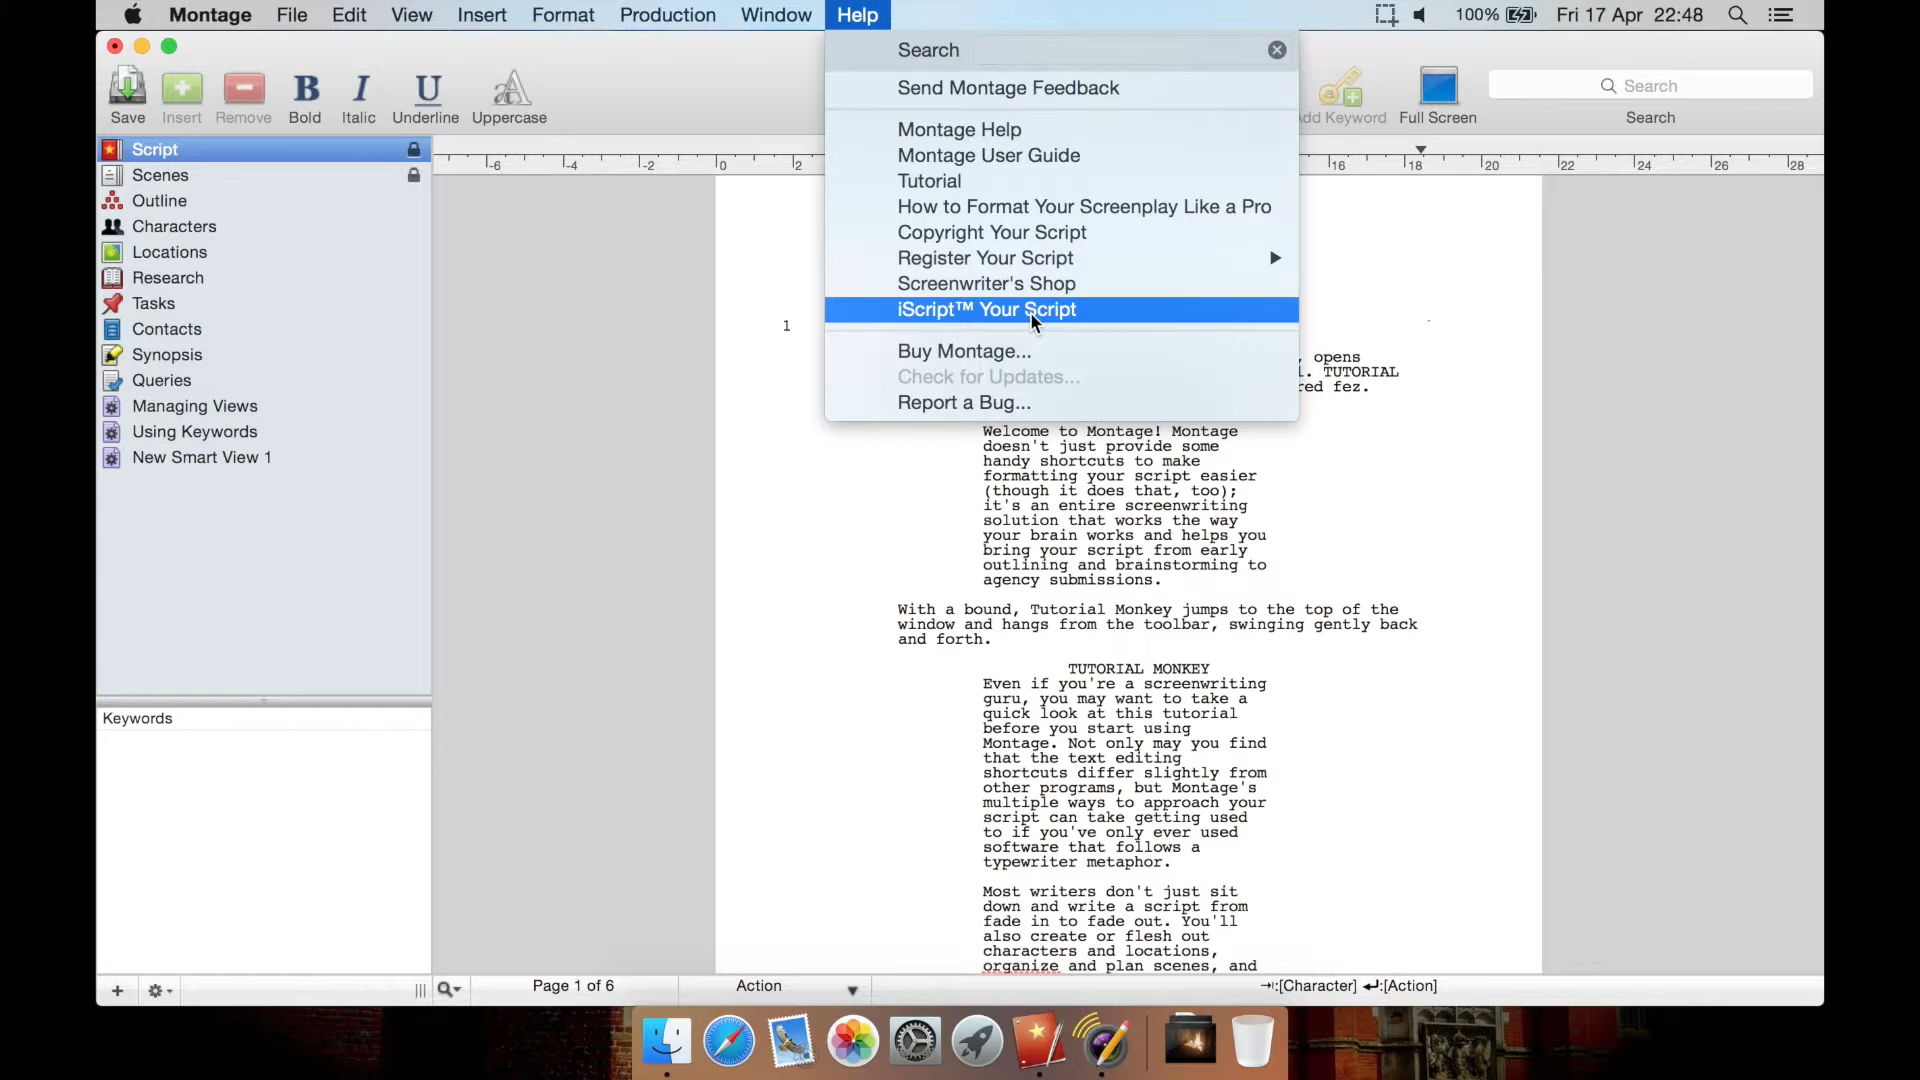 Montage File Edit View Insert Format Production Window Help 100% Fri 17 Apr 22:48
Search
Send Montage Feedback
Montage Help
Montage User Guide
Tutorial
How to Format Your Screenplay Like a Pro
Copyright Your Script
Register Your Script
Screenwriter's Shop
iScript™ Your Script
Buy Montage...
Check for Updates...
Report a Bug...
Save Insert Remove Bold Italic Underline Uppercase
dd Keyword Full Screen Search
Search
-6 -4 -2 0 2 16 18 20 22 24 26 28
Script
Scenes
Outline
Characters
Locations
Research
Tasks
Contacts
Synopsis
Queries
Managing Views
Using Keywords
New Smart View 1
Keywords
1
, opens
. TUTORIAL
red fez.
Welcome to Montage! Montage
doesn't just provide some
handy shortcuts to make
formatting your script easier
(though it does that, too);
it's an entire screenwriting
solution that works the way
your brain works and helps you
bring your script from early
outlining and brainstorming to
agency submissions.
With a bound, Tutorial Monkey jumps to the top of the
window and hangs from the toolbar, swinging gently back
and forth.
TUTORIAL MONKEY
Even if you're a screenwriting
guru, you may want to take a
quick look at this tutorial
before you start using
Montage. Not only may you find
that the text editing
shortcuts differ slightly from
other programs, but Montage's
multiple ways to approach your
script can take getting used
to if you've only ever used
software that follows a
typewriter metaphor.
Most writers don't just sit
down and write a script from
fade in to fade out. You'll
also create or flesh out
characters and locations,
organize and plan scenes, and
Page 1 of 6 Action ⇥:[Character] ↵:[Action]